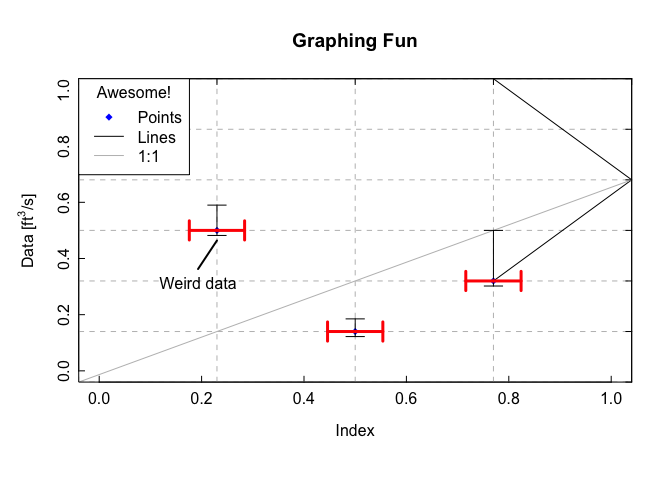 Graphing Fun
Awesome!
Points
Lines
1:1
Weird data
Data [ft³/s]
1.0
0.8
0.6
0.4
0.2
0.0
0.0 0.2 0.4 0.6 0.8 1.0
Index